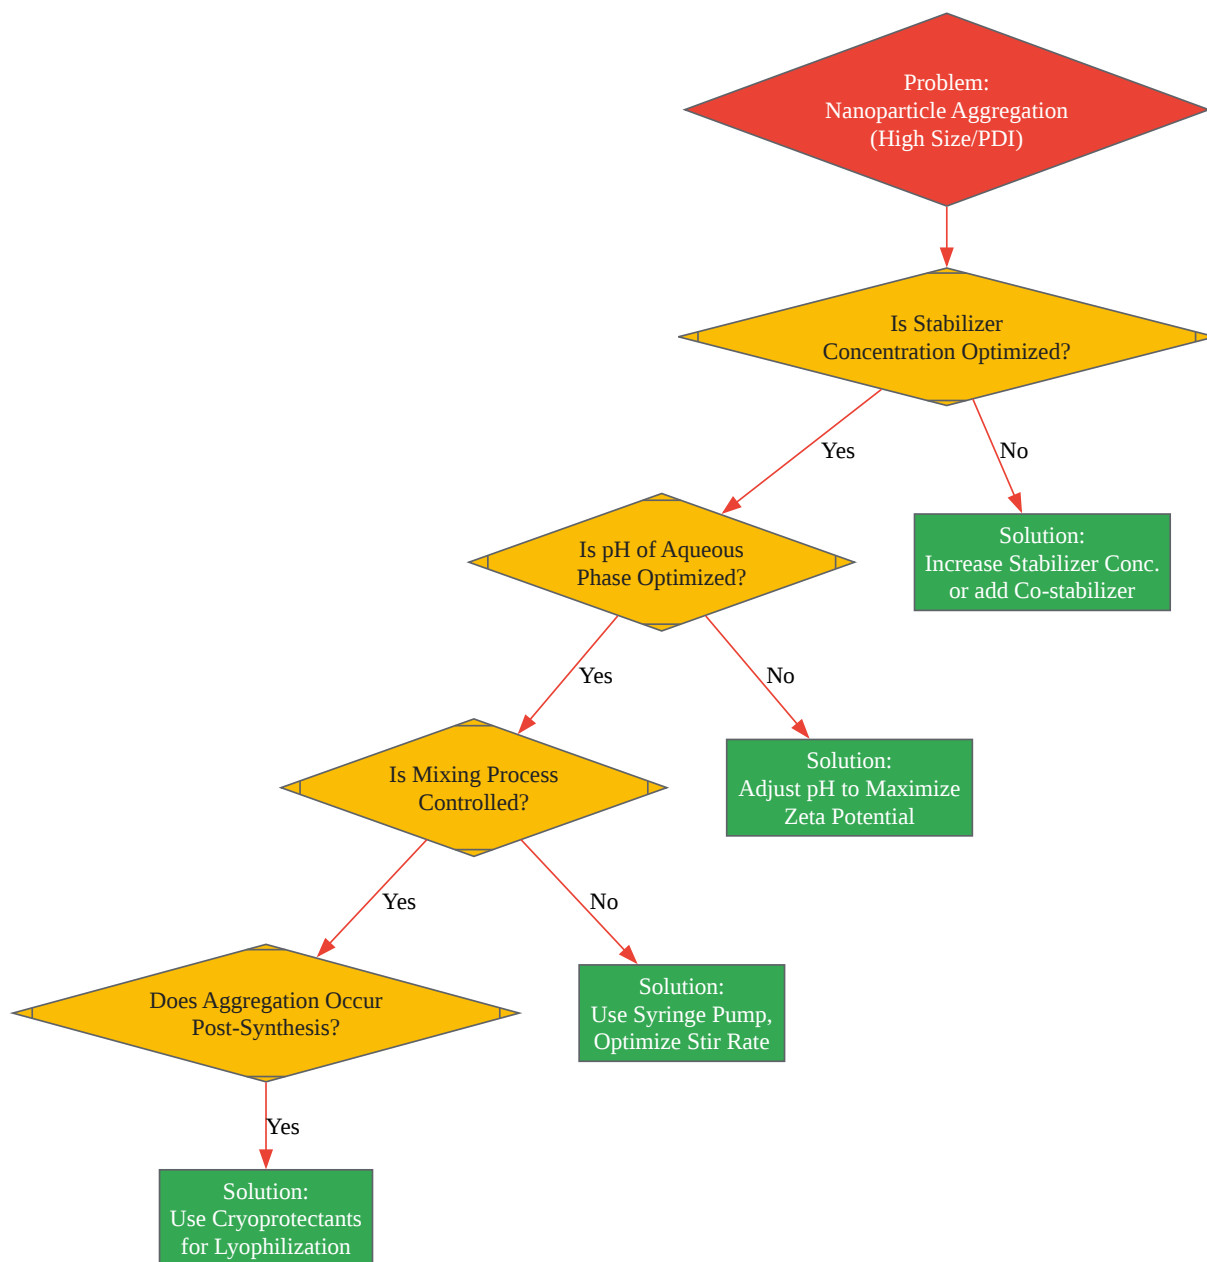 Problem:
Nanoparticle Aggregation
(High Size/PDI)
Is Stabilizer
Concentration Optimized?
Yes
No
Is pH of Aqueous
Phase Optimized?
Solution:
Increase Stabilizer Conc.
or add Co-stabilizer
Yes
No
Is Mixing Process
Controlled?
Solution:
Adjust pH to Maximize
Zeta Potential
Yes
No
Does Aggregation Occur
Post-Synthesis?
Solution:
Use Syringe Pump,
Optimize Stir Rate
Yes
Solution:
Use Cryoprotectants
for Lyophilization